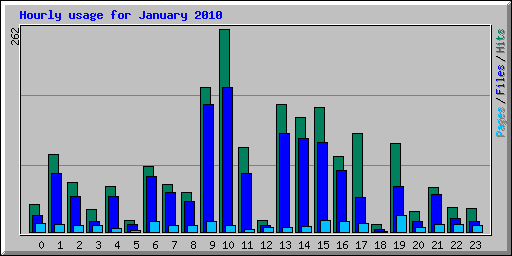 Hourly usage for January 2010
262
Pages/Files/Hits
0 1 2 3 4 5 6 7 8 9 10 11 12 13 14 15 16 17 18 19 20 21 22 23